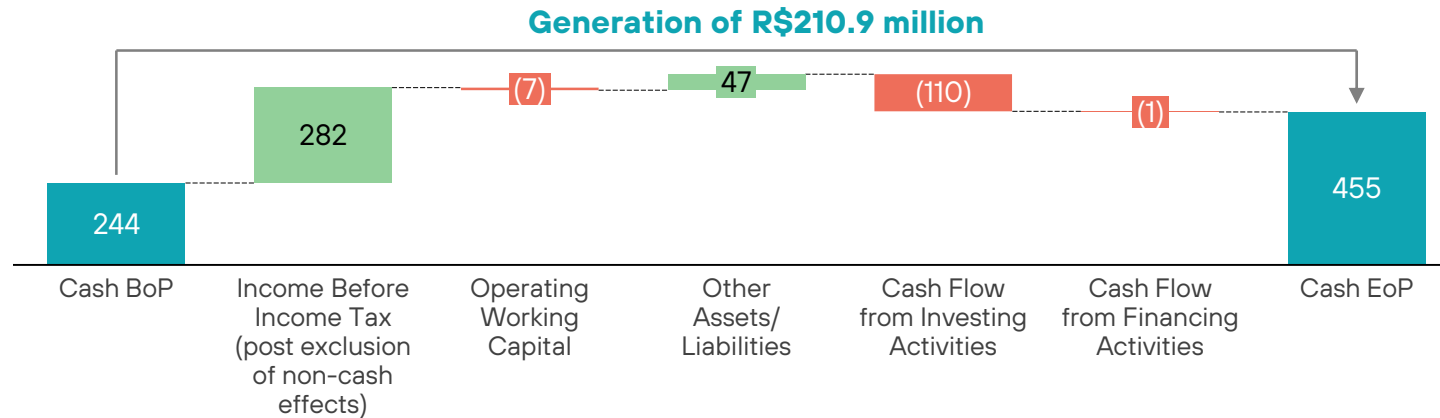 Generation of R$210.9 million
244
282
(7)
47
(110)
(1)
455
Cash BoP
Income Before
Income Tax
(post exclusion
of non-cash
effects)
Operating
Working
Capital
Other
Assets/
Liabilities
Cash Flow
from Investing
Activities
Cash Flow
from Financing
Activities
Cash EoP